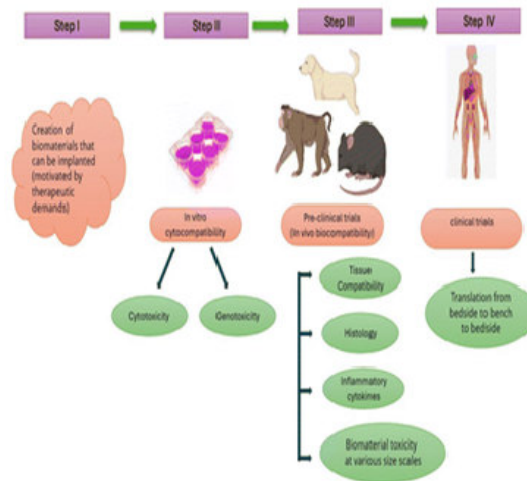 Step I
Step II
Step III
Step IV
Creation of
biomaterials that
can be implanted
(motivated by
therapeutic
demands)
In vitro
cytocompatibility
Cytotoxicity
Genotoxicity
Pre-clinical trials
(In vivo biocompatibility)
Tissue
Compatibility
Histology
Inflammatory
cytokines
Biomaterial toxicity
at various size scales
clinical trials
Translation from
bedside to bench
to bedside